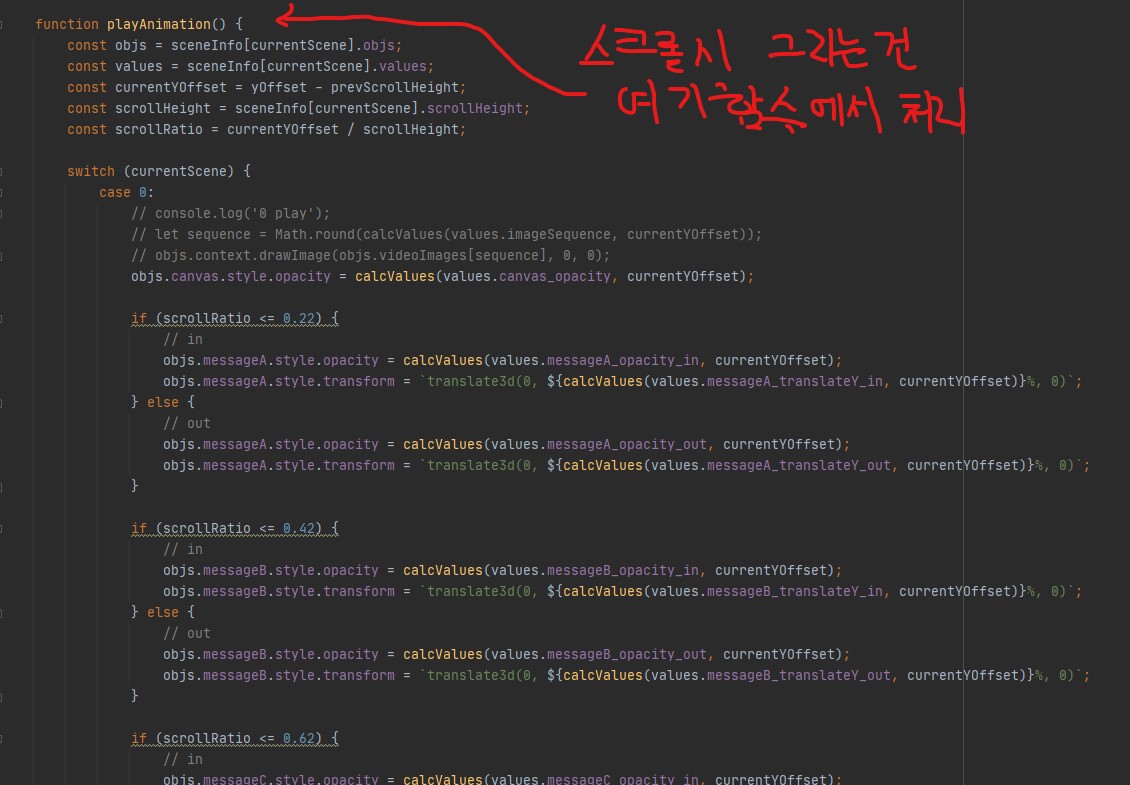 function playAnimation() {
스크롤시 그리는건
const objs = sceneInfo[currentScene].objs;
const values = sceneInfo[currentScene].values;
const currentYOffset = yOffset - prevScrollHeight;
여기함수에서 처리
const scrollHeight = sceneInfo[currentScene].scrollHeight;
const scrollRatio = currentYOffset / scrollHeight;
switch (currentScene) {
case 0:
// console.log('0 play');
// let sequence = Math.round(calcValues(values.imageSequence, currentYOffset));
// objs.context.drawImage(objs.videoImages[sequence], 0, 0);
objs.canvas.style.opacity = calcValues(values.canvas_opacity, currentYOffset);
if (scrollRatio <= 0.22) {
// in
objs.messageA.style.opacity = calcValues(values.messageA_opacity_in, currentYOffset);
objs.messageA.style.transform = `translate3d(0, ${calcValues(values.messageA_translateY_in, currentYOffset)}%, 0)`;
} else {
// out
objs.messageA.style.opacity = calcValues(values.messageA_opacity_out, currentYOffset);
objs.messageA.style.transform = `translate3d(0, ${calcValues(values.messageA_translateY_out, currentYOffset)}%, 0)`;
}
if (scrollRatio <= 0.42) {
// in
objs.messageB.style.opacity = calcValues(values.messageB_opacity_in, currentYOffset);
objs.messageB.style.transform = `translate3d(0, ${calcValues(values.messageB_translateY_in, currentYOffset)}%, 0)`;
} else {
// out
objs.messageB.style.opacity = calcValues(values.messageB_opacity_out, currentYOffset);
objs.messageB.style.transform = `translate3d(0, ${calcValues(values.messageB_translateY_out, currentYOffset)}%, 0)`;
}
if (scrollRatio <= 0.62) {
// in
objs.messageC.style.opacity = calcValues(values.messageC_opacity_in, currentYOffset);